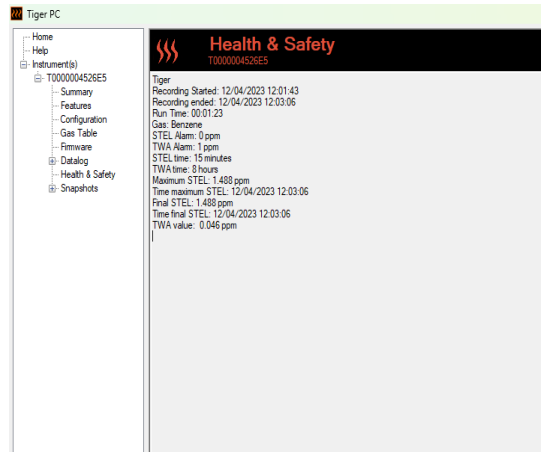 Tiger PC
Home
Help
Instrument(s)
T0000004526E5
Summary
Features
Configuration
Gas Table
Firmware
Datalog
Health & Safety
Snapshots
Health & Safety
T0000004526E5
Tiger
Recording Started: 12/04/2023 12:01:43
Recording ended: 12/04/2023 12:03:06
Run Time: 00:01:23
Gas: Benzene
STEL Alarm: 0 ppm
TWA Alarm: 1 ppm
STEL time: 15 minutes
TWA time: 8 hours
Maximum STEL: 1.488 ppm
Time maximum STEL: 12/04/2023 12:03:06
Final STEL: 1.488 ppm
Time final STEL: 12/04/2023 12:03:06
TWA value: 0.046 ppm